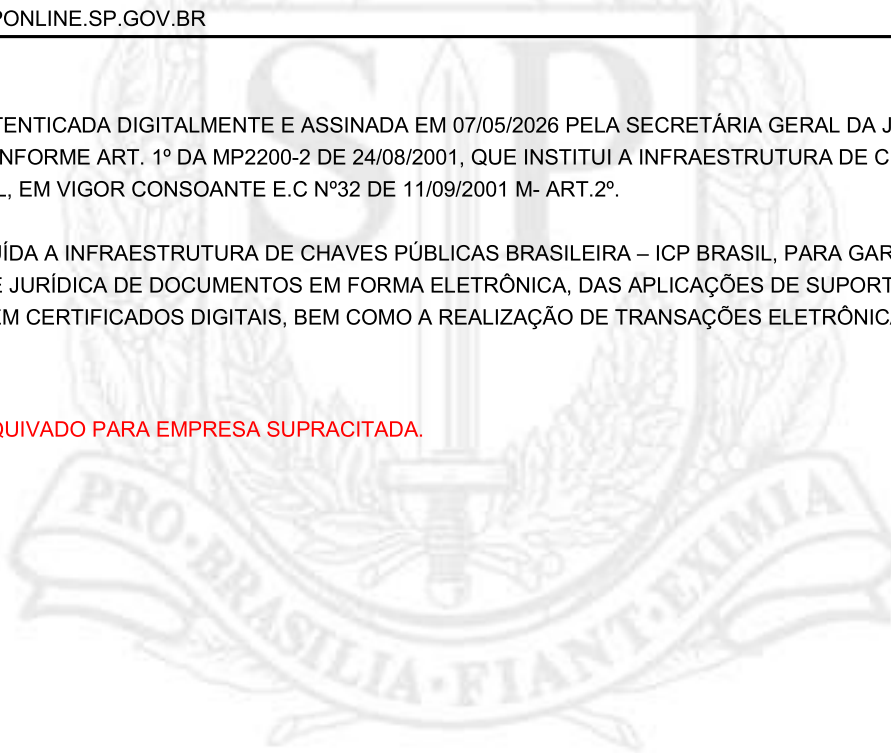 PONLINE.SP.GOV.BR
TENTICADA DIGITALMENTE E ASSINADA EM 07/05/2026 PELA SECRETÁRIA GERAL DA J
NFORME ART. 1º DA MP2200-2 DE 24/08/2001, QUE INSTITUI A INFRAESTRUTURA DE C
L, EM VIGOR CONSOANTE E.C Nº32 DE 11/09/2001 M- ART.2º.
ÍDA A INFRAESTRUTURA DE CHAVES PÚBLICAS BRASILEIRA – ICP BRASIL, PARA GAR
E JURÍDICA DE DOCUMENTOS EM FORMA ELETRÔNICA, DAS APLICAÇÕES DE SUPORT
EM CERTIFICADOS DIGITAIS, BEM COMO A REALIZAÇÃO DE TRANSAÇÕES ELETRÔNICA
QUIVADO PARA EMPRESA SUPRACITADA.
SP
PRO·BRASILIA·FIANT·EXIMIA